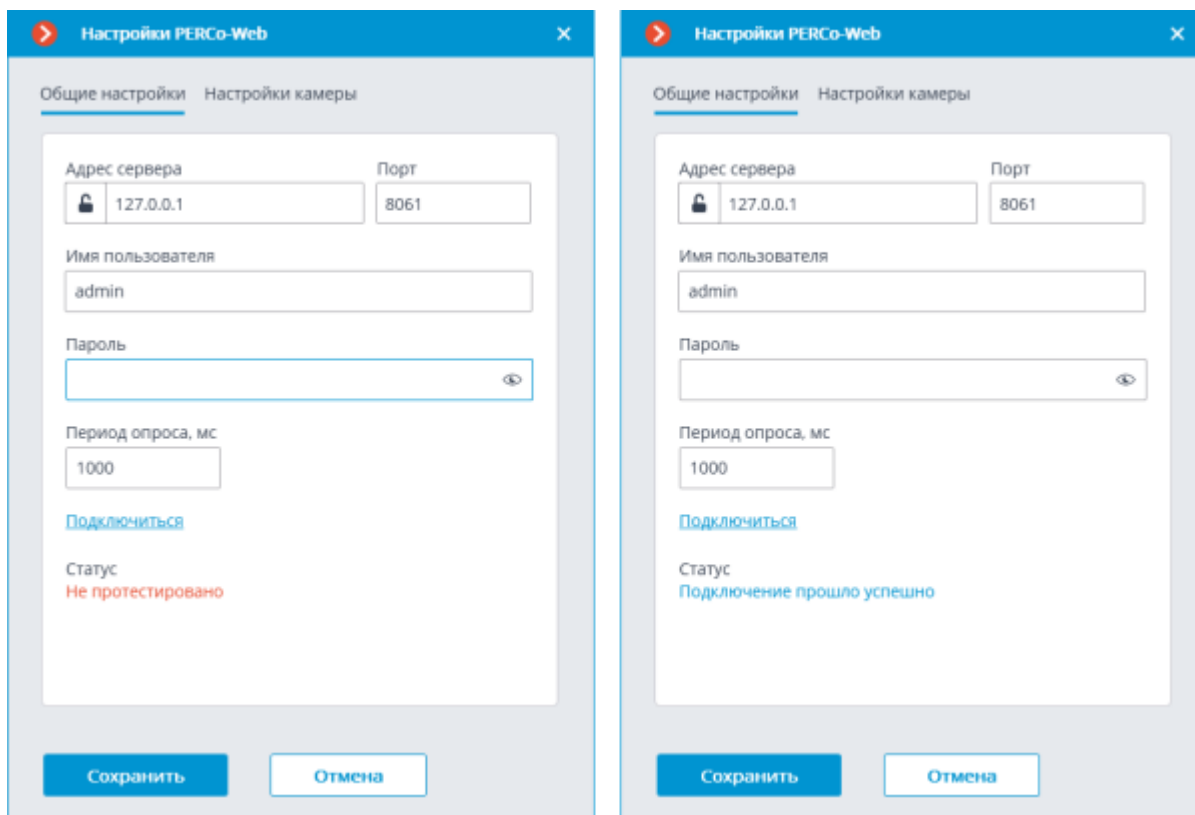 Настройки PERCo-Web
Общие настройки Настройки камеры
Адрес сервера Порт
127.0.0.1 8061
Имя пользователя
admin
Пароль
Период опроса, мс
1000
Подключиться
Статус
Не протестировано
Сохранить Отмена
Настройки PERCo-Web
Общие настройки Настройки камеры
Адрес сервера Порт
127.0.0.1 8061
Имя пользователя
admin
Пароль
Период опроса, мс
1000
Подключиться
Статус
Подключение прошло успешно
Сохранить Отмена